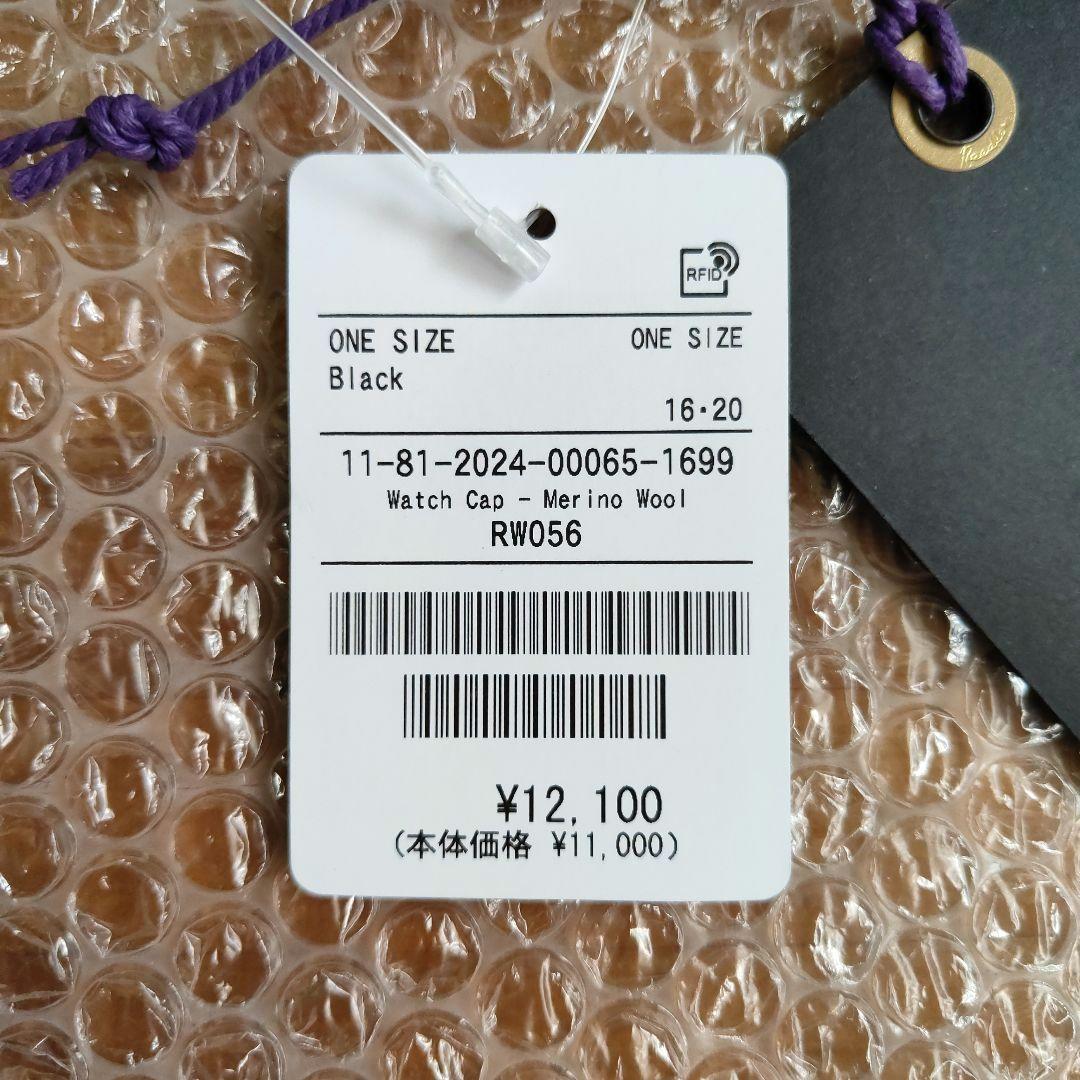 RFID
ONE SIZE ONE SIZE
Black
16・20
11-81-2024-00065-1699
Watch Cap - Merino Wool
RW056
¥12,100
(本体価格 ¥11,000)